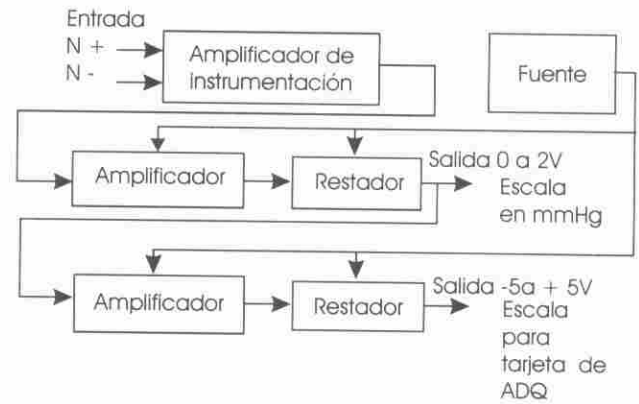 Entrada
N +
N -
Amplificador de
instrumentación
Fuente
Amplificador
Restador
Salida 0 a 2V
Escala
en mmHg
Amplificador
Restador
Salida -5a + 5V
Escala
para
tarjeta de
ADQ